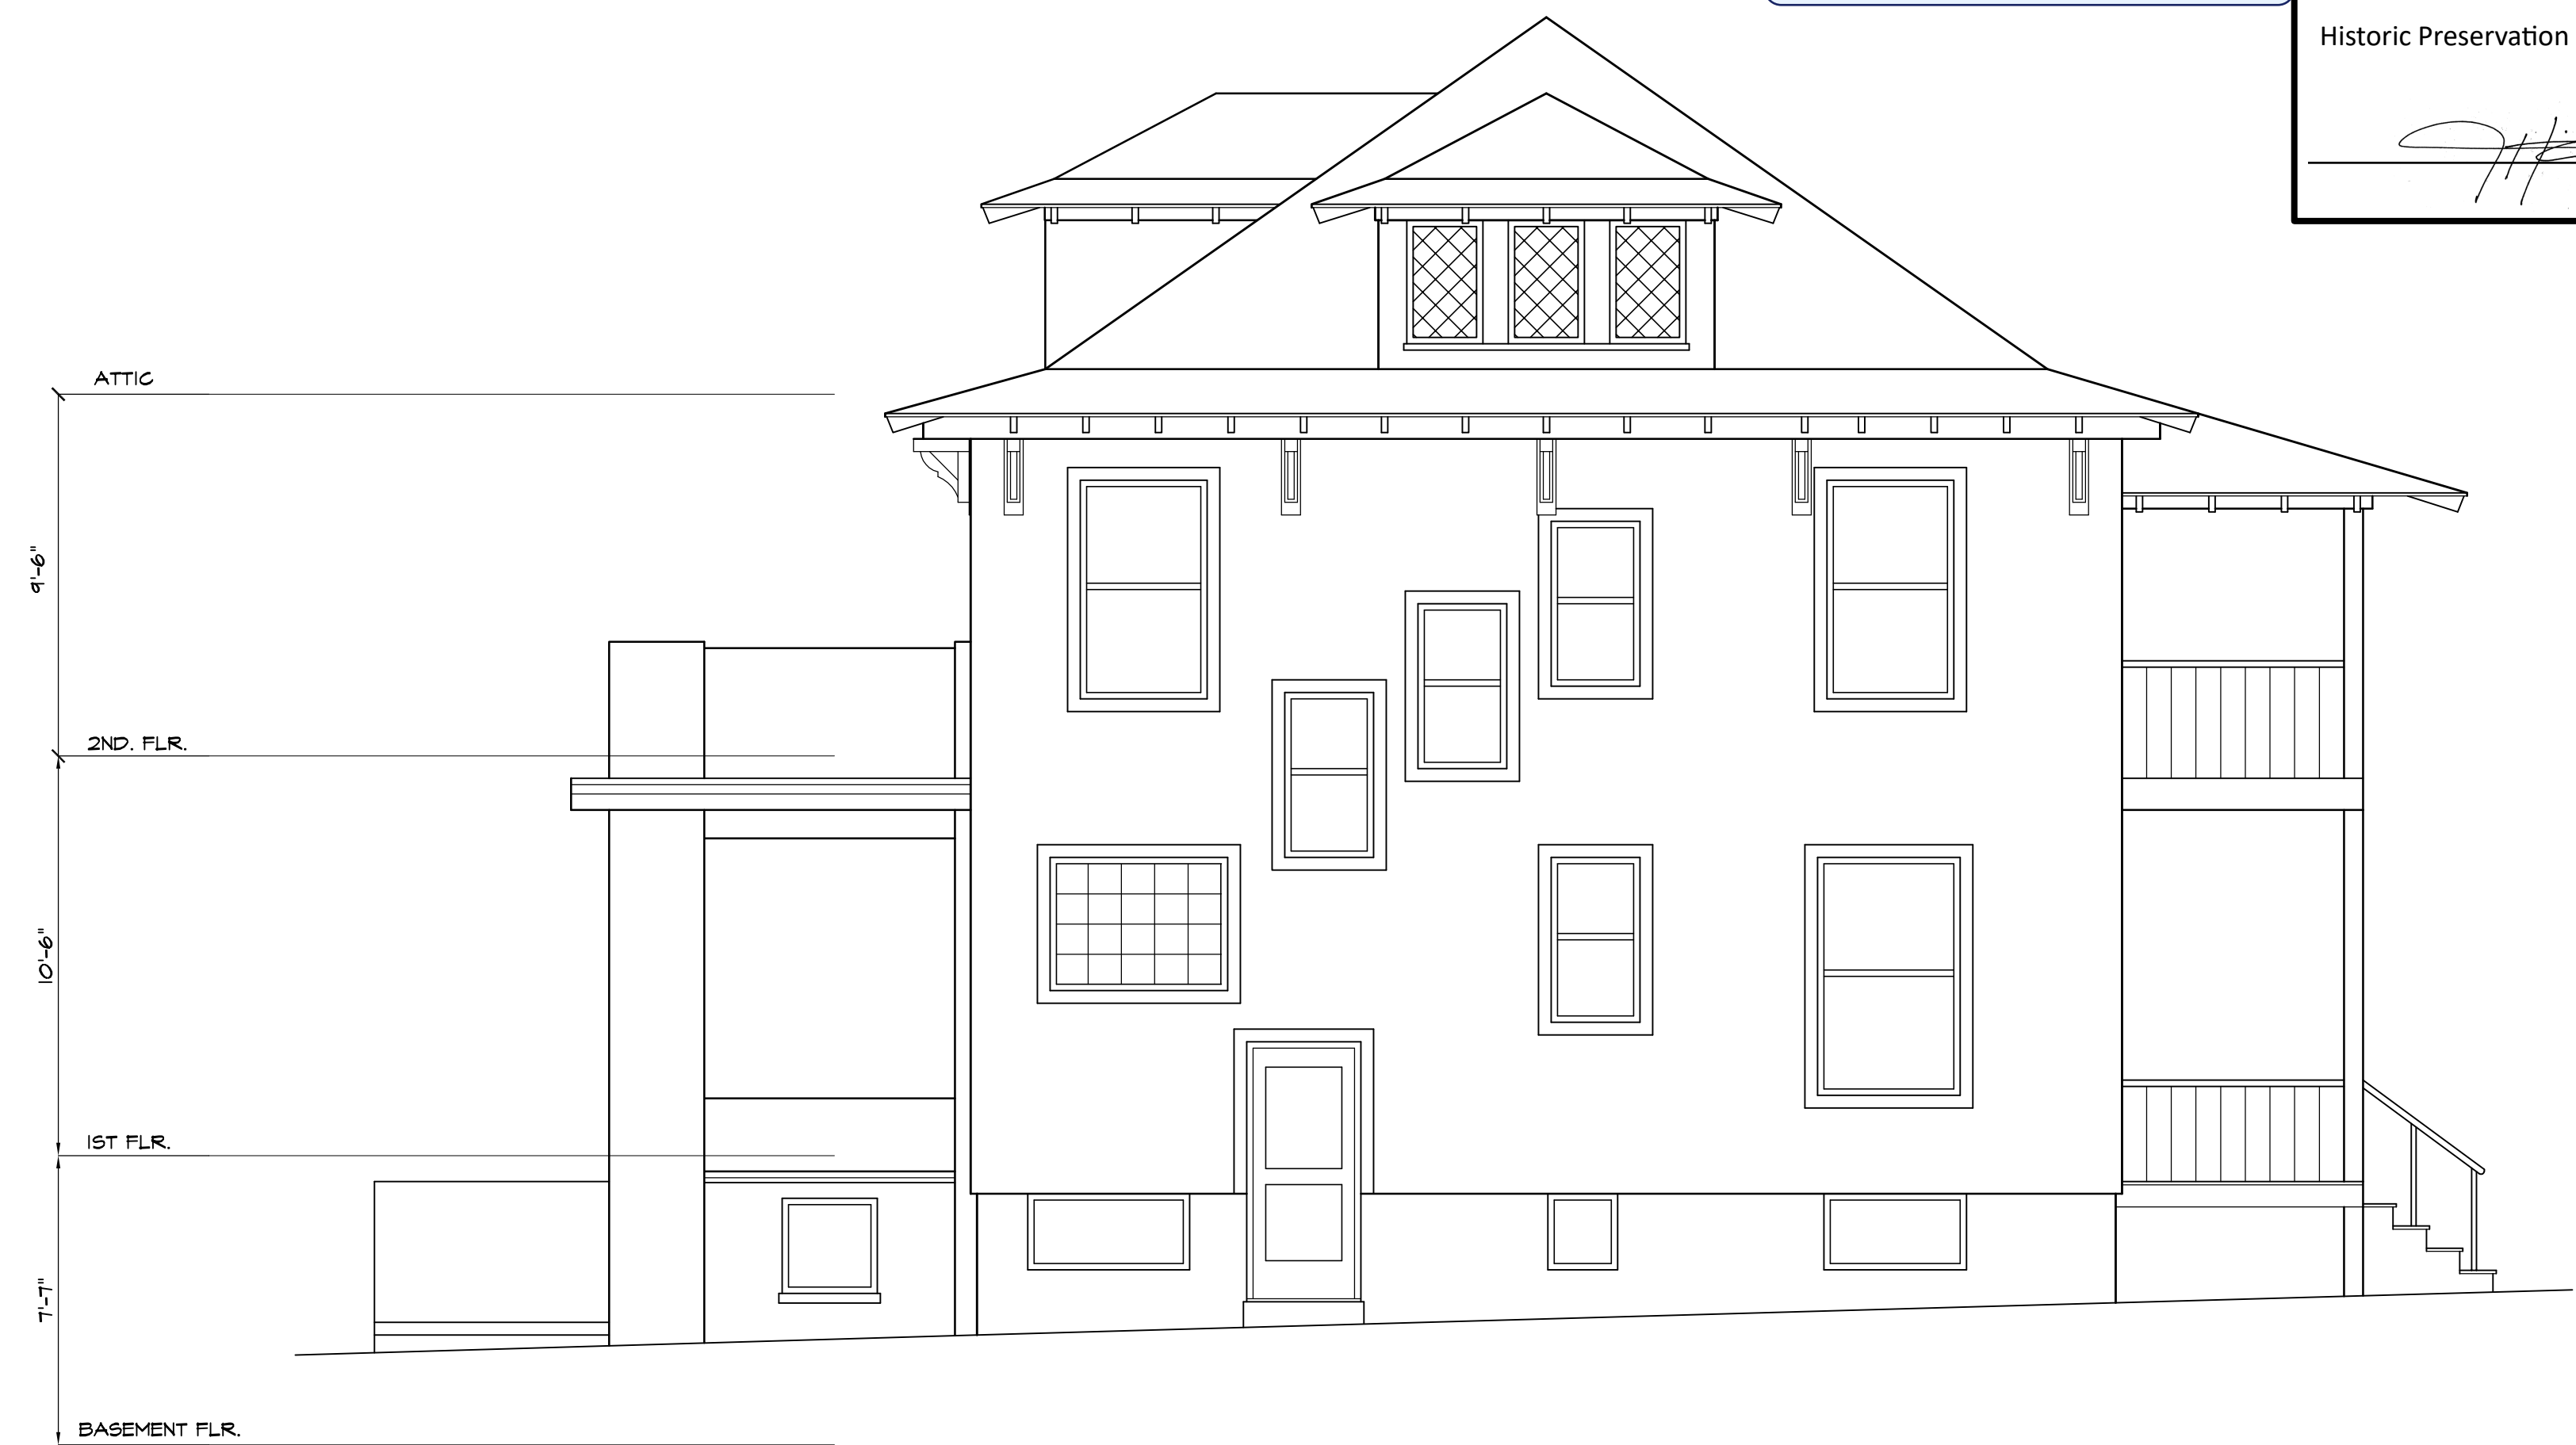 Historic Preservation
ATTIC
9'-6"
2ND. FLR.
10'-6"
1ST FLR.
7'-7"
BASEMENT FLR.